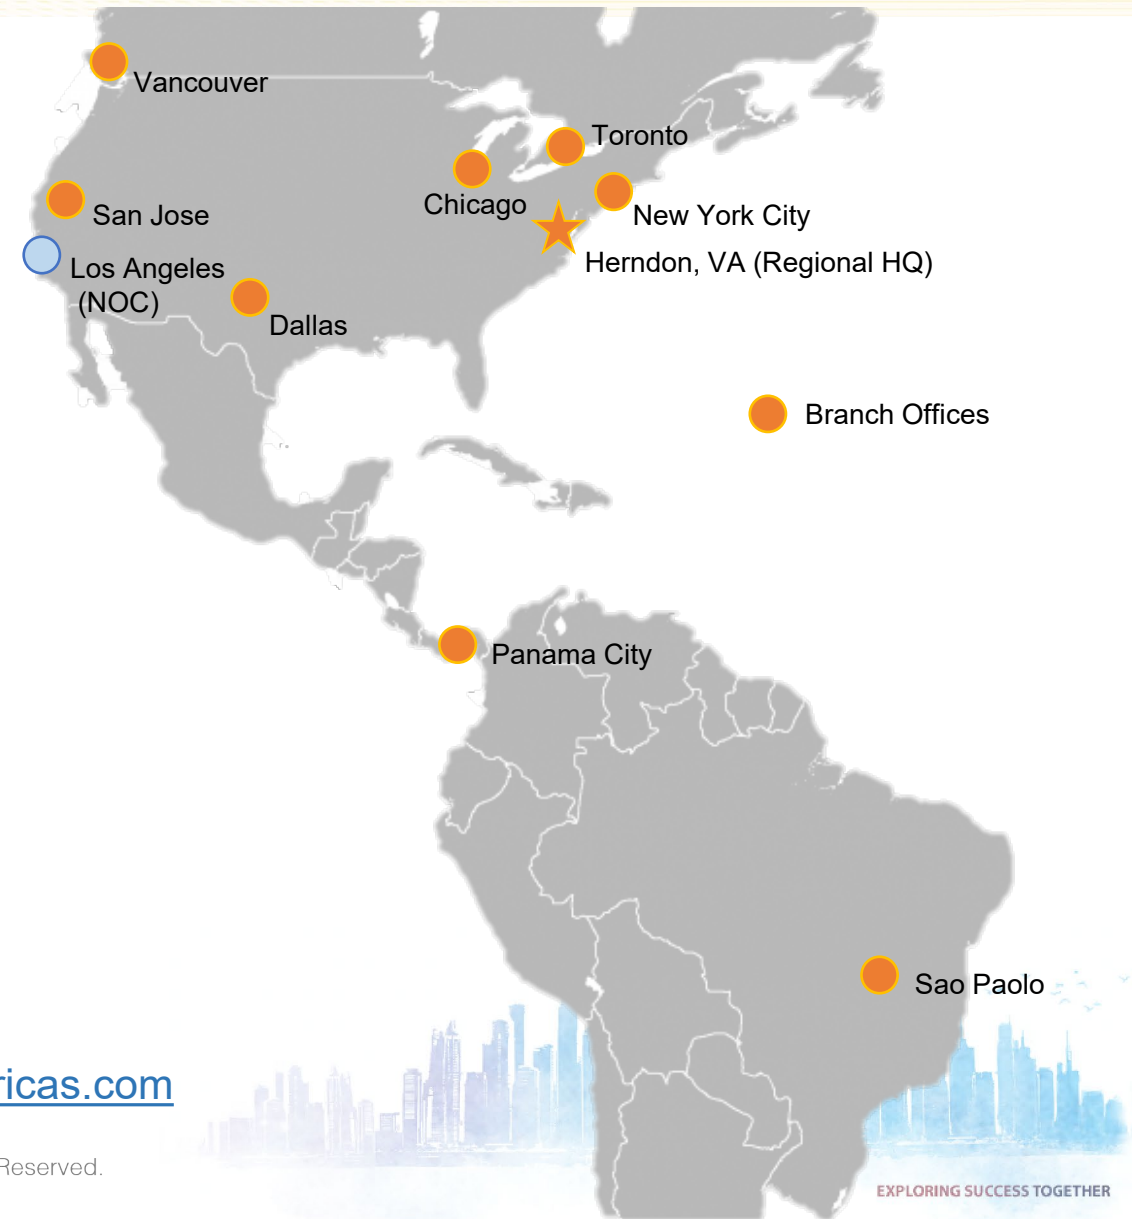 Vancouver
Toronto
Chicago
San Jose
New York City
Herndon, VA (Regional HQ)
Los Angeles
(NOC)
Dallas
Branch Offices
Panama City
Sao Paolo
ricas.com
Reserved.
EXPLORING SUCCESS TOGETHER